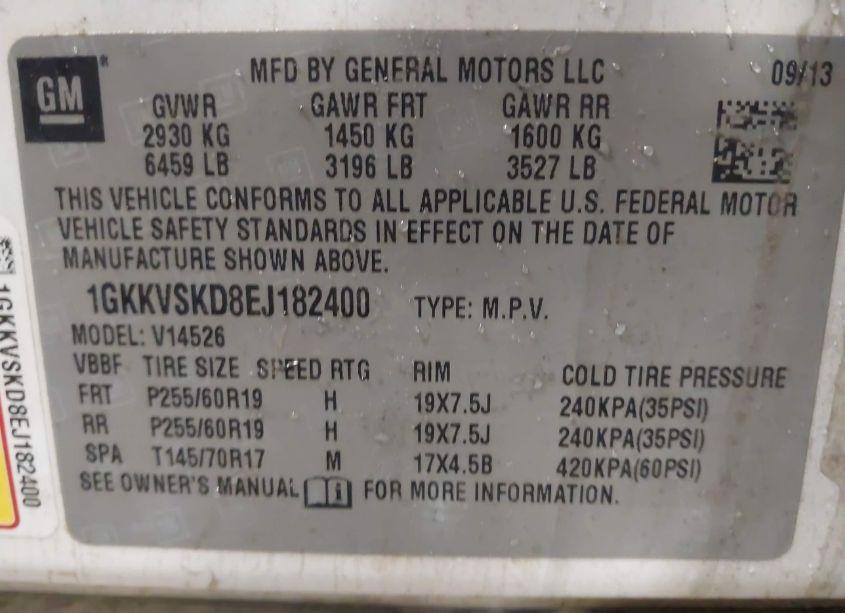 GM
MFD BY GENERAL MOTORS LLC 09/13
GVWR GAWR FRT GAWR RR
2930 KG 1450 KG 1600 KG
6459 LB 3196 LB 3527 LB
THIS VEHICLE CONFORMS TO ALL APPLICABLE U.S. FEDERAL MOTOR
VEHICLE SAFETY STANDARDS IN EFFECT ON THE DATE OF
MANUFACTURE SHOWN ABOVE.
1GKKVSKD8EJ182400 TYPE: M.P.V.
MODEL: V14526
VBBF TIRE SIZE SPEED RTG RIM COLD TIRE PRESSURE
FRT P255/60R19 H 19X7.5J 240KPA(35PSI)
RR P255/60R19 H 19X7.5J 240KPA(35PSI)
SPA T145/70R17 M 17X4.5B 420KPA(60PSI)
SEE OWNER'S MANUAL i FOR MORE INFORMATION.
1GKKVSKD8EJ182400